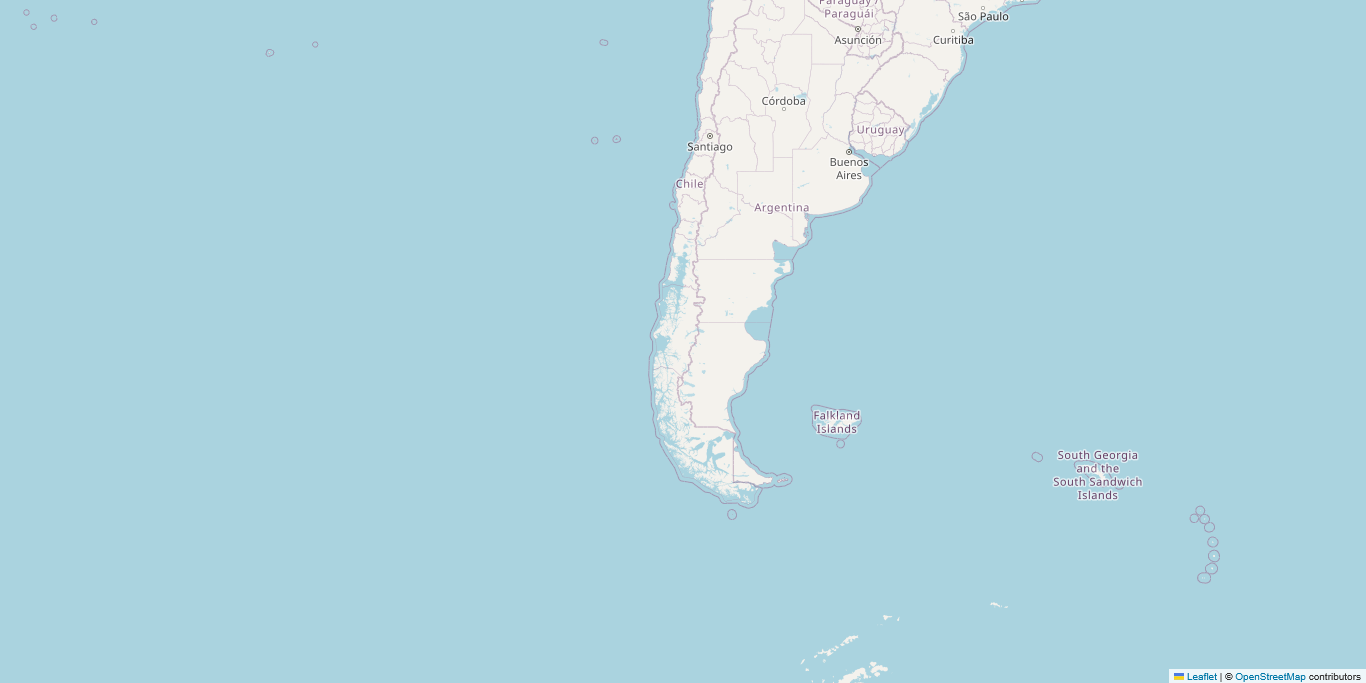 Paraguay /
Paraguái
São Paulo
Asunción
Curitiba
Córdoba
Uruguay
Santiago
Buenos
Aires
Chile
Argentina
Falkland
Islands
South Georgia
and the
South Sandwich
Islands
Leaflet | © OpenStreetMap contributors